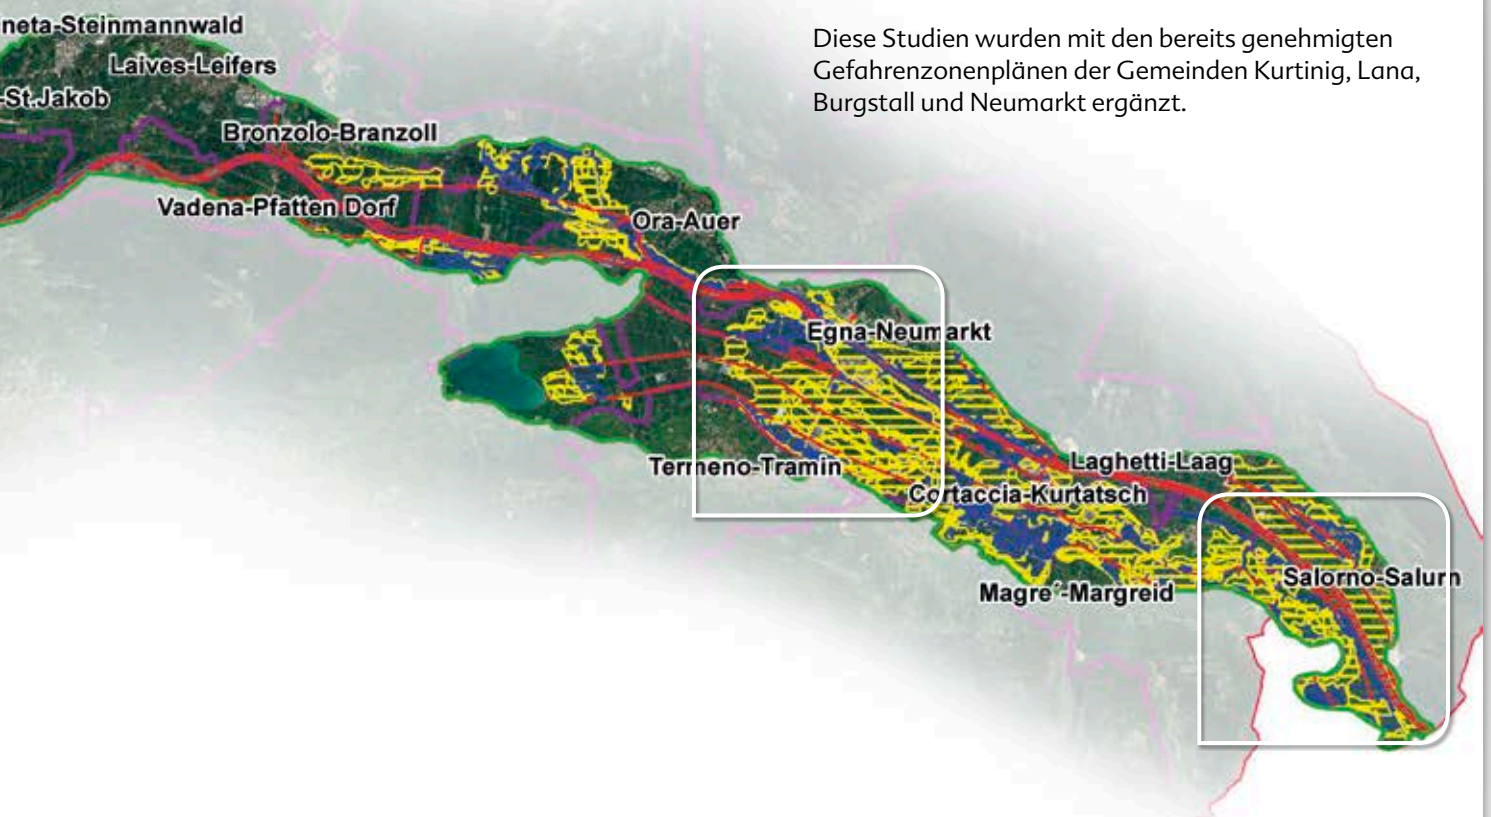 Diese Studien wurden mit den bereits genehmigten
Gefahrenzonenplänen der Gemeinden Kurtinig, Lana,
Burgstall und Neumarkt ergänzt.
neta-Steinmannwald
Laives-Leifers
-St.Jakob
Bronzolo-Branzoll
Vadena-Pfatten Dorf
Ora-Auer
Egna-Neumarkt
Termeno-Tramin
Laghetti-Laag
Cortaccia-Kurtatsch
Salorno-Salurn
Magre´-Margreid